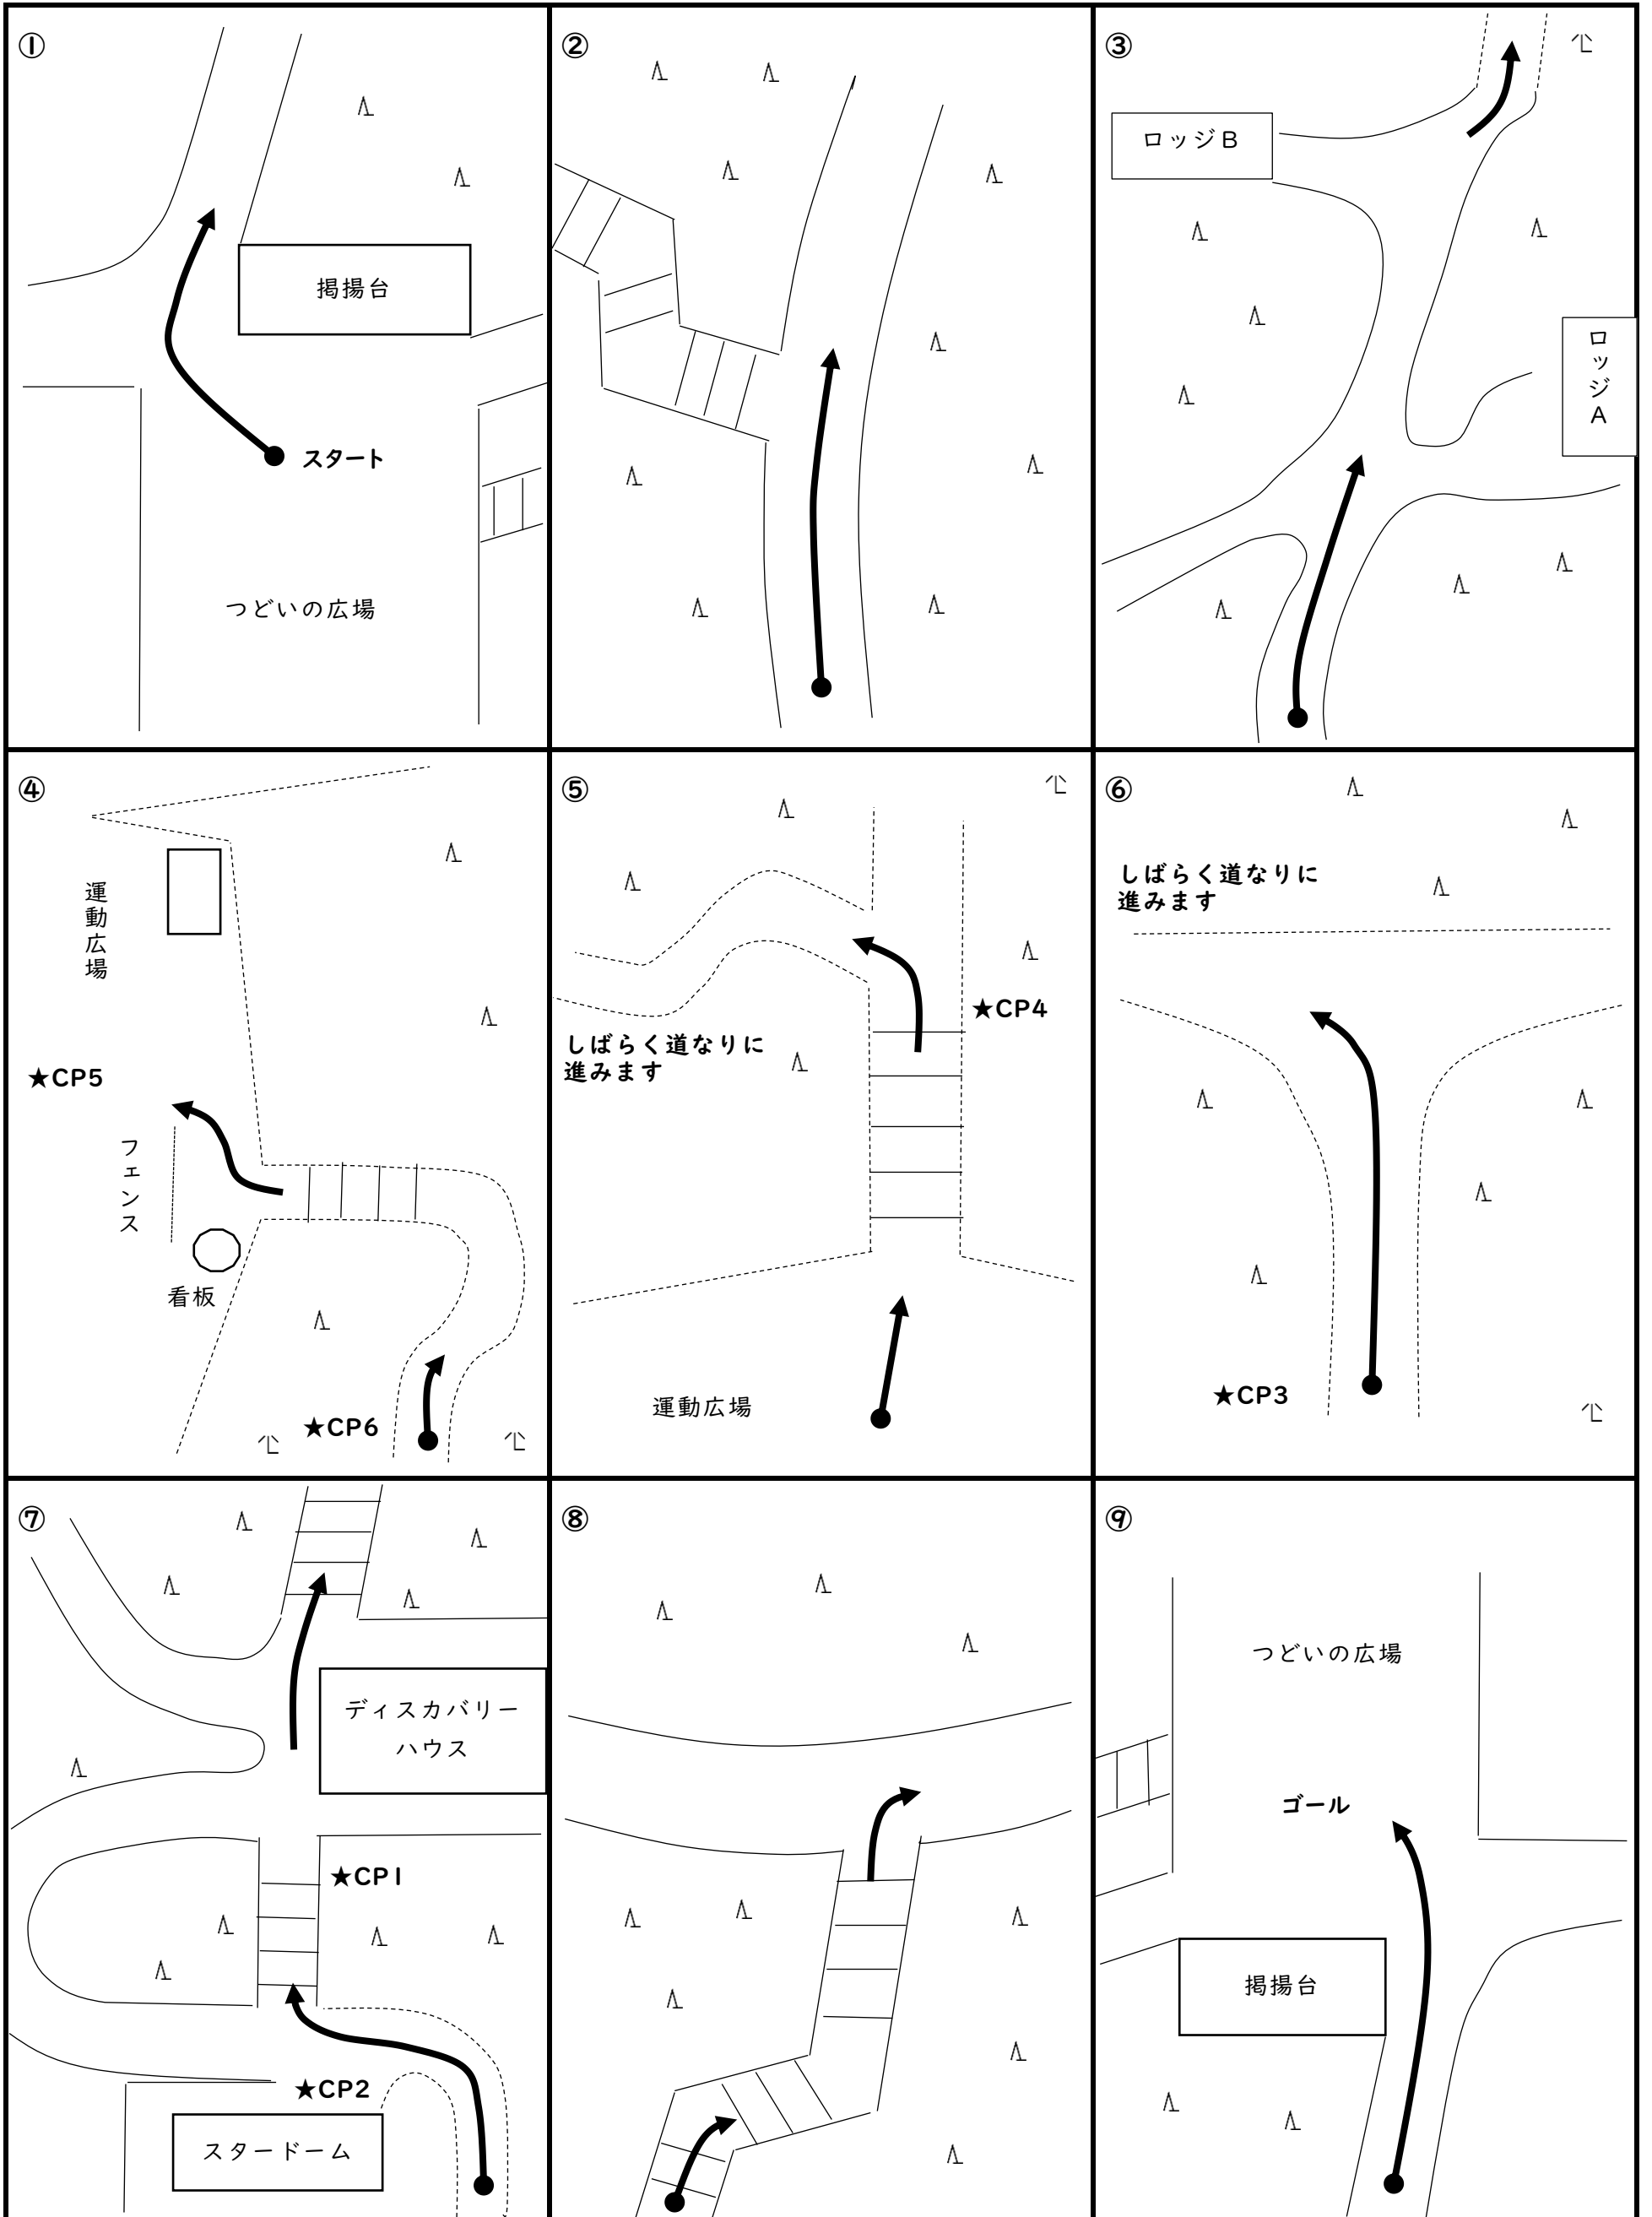 ①
掲揚台
スタート
つどいの広場
②
③
ロッジB
ロッジA
④
運動広場
★CP5
フェンス
看板
★CP6
⑤
★CP4
しばらく道なりに
進みます
運動広場
⑥
しばらく道なりに
進みます
★CP3
⑦
ディスカバリー
ハウス
★CP1
★CP2
スタードーム
⑧
⑨
つどいの広場
ゴール
掲揚台